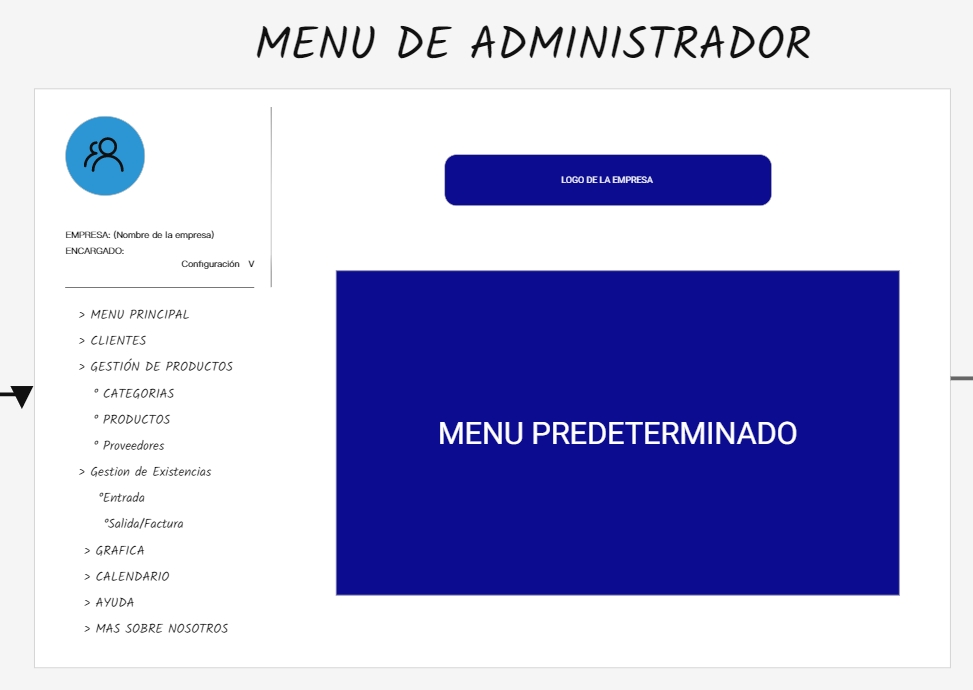 MENU DE ADMINISTRADOR
LOGO DE LA EMPRESA
EMPRESA: (Nombre de la empresa)
ENCARGADO:
Configuración V
> MENU PRINCIPAL
> CLIENTES
> GESTIÓN DE PRODUCTOS
° CATEGORIAS
° PRODUCTOS
° Proveedores
> Gestion de Existencias
°Entrada
°Salida/Factura
> GRAFICA
> CALENDARIO
> AYUDA
> MAS SOBRE NOSOTROS
MENU PREDETERMINADO